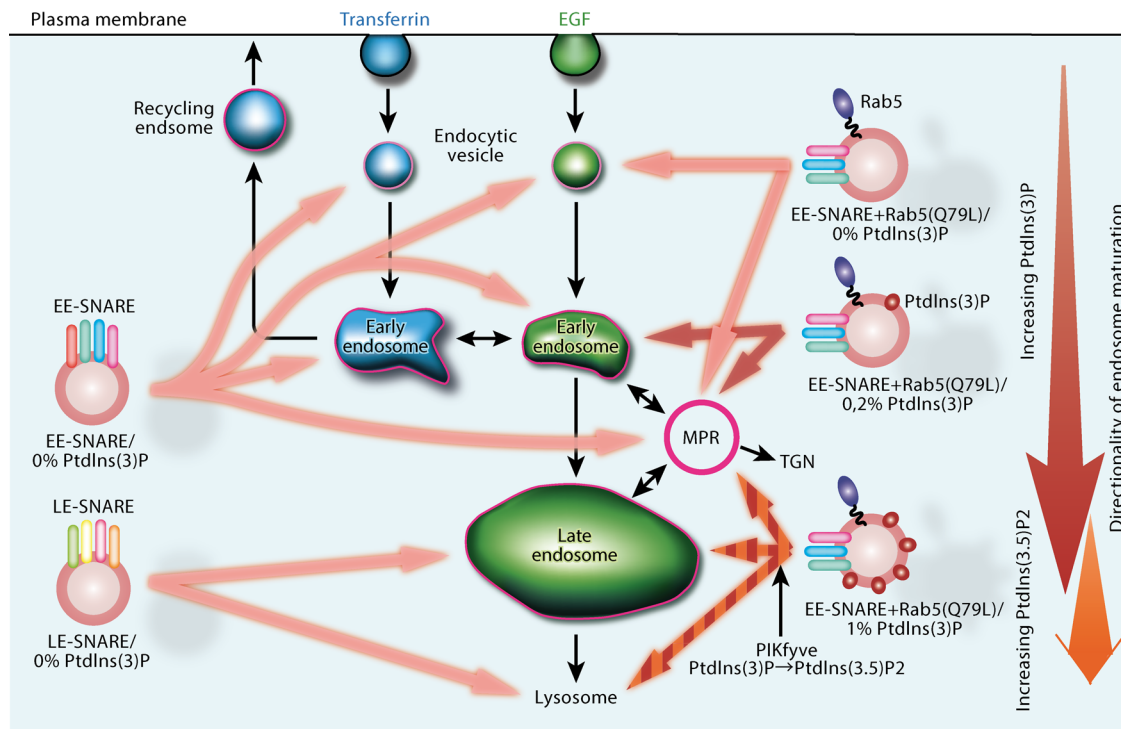 Plasma membrane
Transferrin
EGF
Recycling
endsome
Endocytic
vesicle
Rab5
EE-SNARE+Rab5(Q79L)/
0% PtdIns(3)P
EE-SNARE
Early
endosome
Early
endosome
PtdIns(3)P
EE-SNARE+Rab5(Q79L)/
0,2% PtdIns(3)P
EE-SNARE/
0% PtdIns(3)P
MPR
TGN
LE-SNARE
Late
endosome
LE-SNARE/
0% PtdIns(3)P
EE-SNARE+Rab5(Q79L)/
1% PtdIns(3)P
PIKfyve
PtdIns(3)P→PtdIns(3.5)P2
Lysosome
Increasing PtdIns(3)P
Increasing PtdIns(3.5)P2
Directionality of endosome maturation